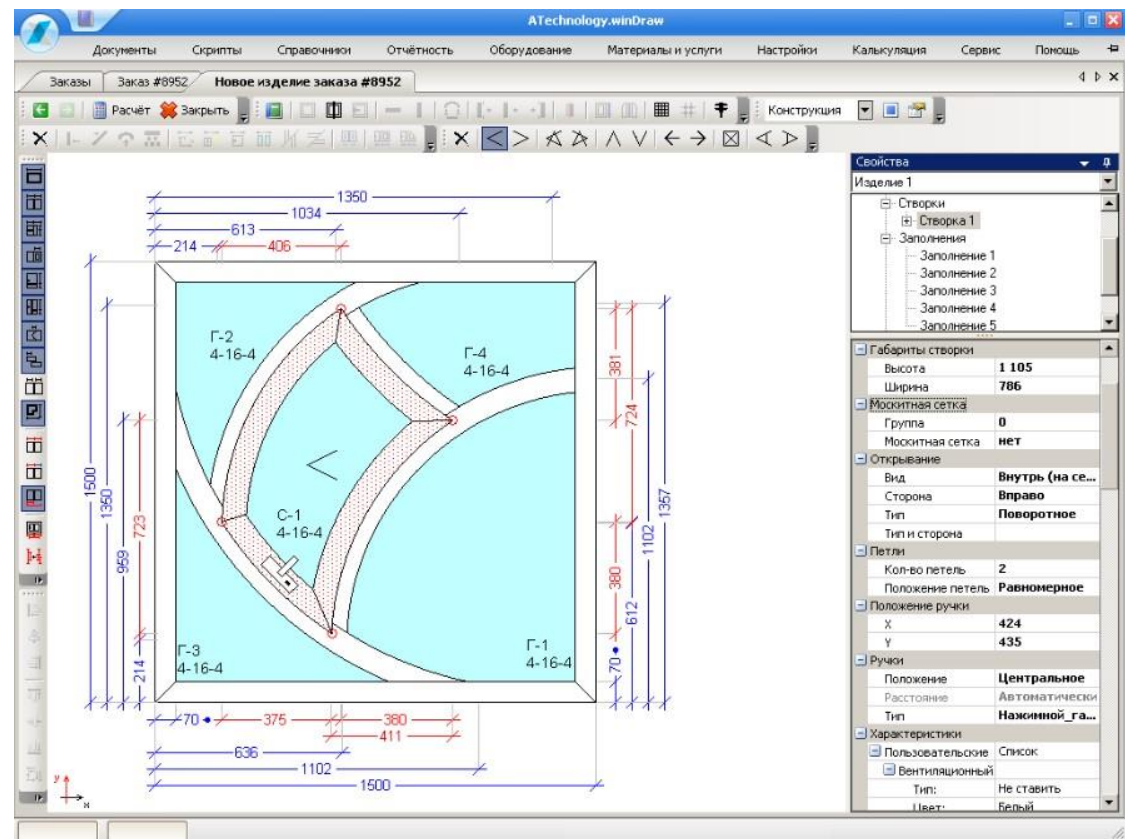 ATechnology.winDraw
Документы Скрипты Справочники Отчётность Оборудование Материалы и услуги Настройки Калькуляция Сервис Помощь
Заказы Заказ #8952 Новое изделие заказа #8952
Расчёт Закрыть Конструкция
Свойства
Изделие 1
Створки
Створка 1
Заполнения
Заполнение 1
Заполнение 2
Заполнение 3
Заполнение 4
Заполнение 5
Габариты створки
Высота 1 105
Ширина 786
Москитная сетка
Группа 0
Москитная сетка нет
Открывание
Вид Внутрь (на се...
Сторона Вправо
Тип Поворотное
Тип и сторона
Петли
Кол-во петель 2
Положение петель Равномерное
Положение ручки
X 424
Y 435
Ручки
Положение Центральное
Расстояние Автоматически
Тип Нажимной_га...
Характеристики
Пользовательские Список
Вентиляционный
Тип: Не ставить
Цвет: Белый
1350
1034
613
214 406
Г-2
4-16-4
Г-4
4-16-4
С-1
4-16-4
Г-3
4-16-4
Г-1
4-16-4
1500
1350
959
723
214
381
724
1357
1102
380
612
70
70 375 380
411
636
1102
1500
y
x